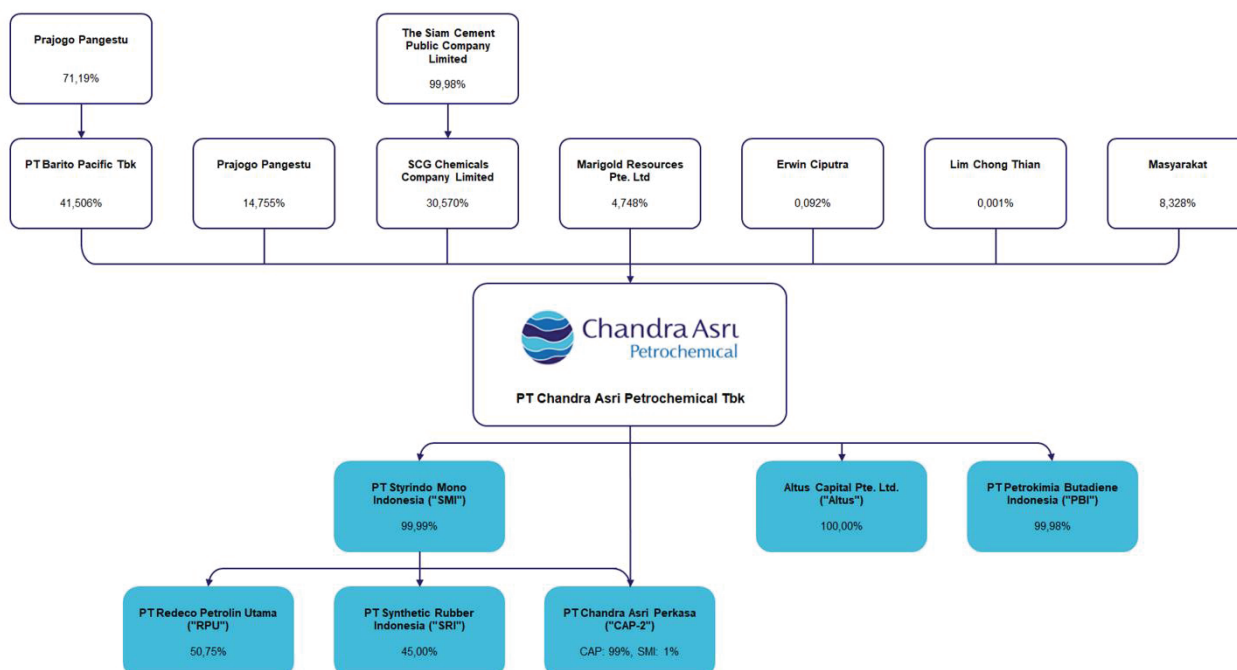 Prajogo Pangestu
71,19%
The Siam Cement
Public Company
Limited
99,98%
PT Barito Pacific Tbk
41,506%
Prajogo Pangestu
14,755%
SCG Chemicals
Company Limited
30,570%
Marigold Resources
Pte. Ltd
4,748%
Erwin Ciputra
0,092%
Lim Chong Thian
0,001%
Masyarakat
8,328%
Chandra Asri
Petrochemical
PT Chandra Asri Petrochemical Tbk
PT Styrindo Mono
Indonesia ("SMI")
99,99%
Altus Capital Pte. Ltd.
("Altus")
100,00%
PT Petrokimia Butadiene
Indonesia ("PBI")
99,98%
PT Redeco Petrolin Utama
("RPU")
50,75%
PT Synthetic Rubber
Indonesia ("SRI")
45,00%
PT Chandra Asri Perkasa
("CAP-2")
CAP: 99%, SMI: 1%